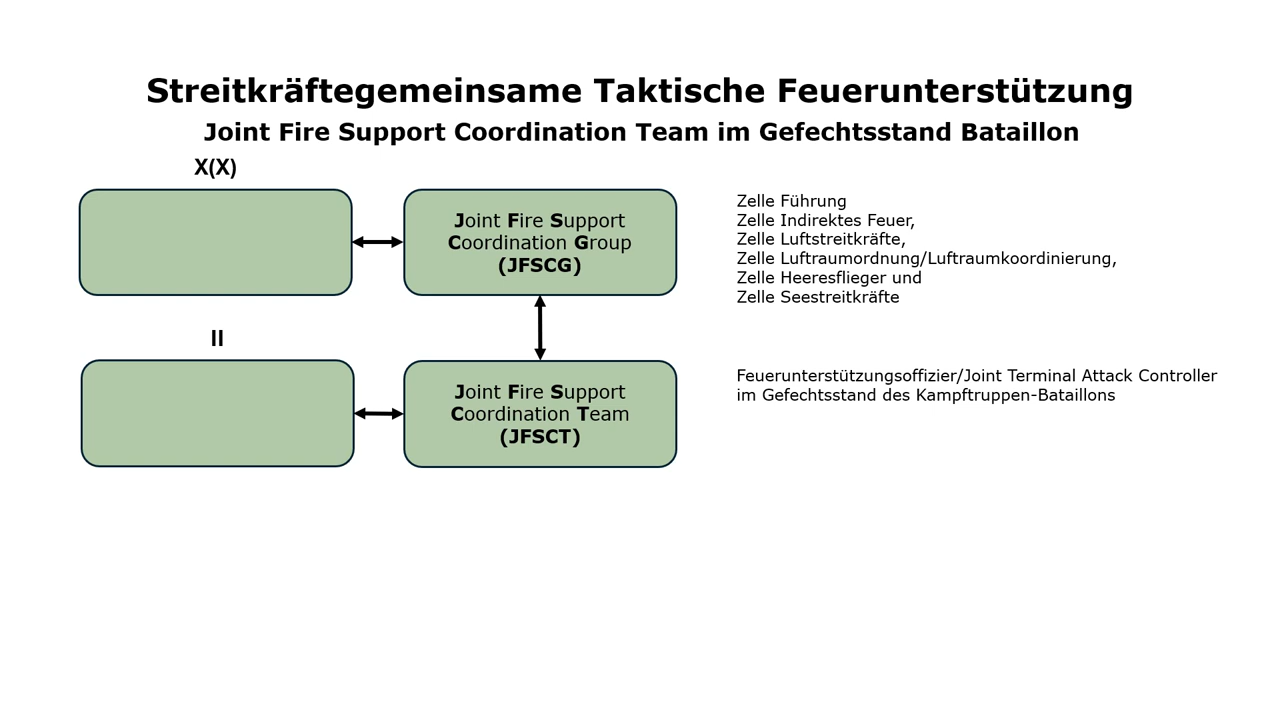 Streitkräftegemeinsame Taktische Feuerunterstützung
Joint Fire Support Coordination Team im Gefechtsstand Bataillon
X(X)
Joint Fire Support
Coordination Group
(JFSCG)
Zelle Führung
Zelle Indirektes Feuer,
Zelle Luftstreitkräfte,
Zelle Luftraumordnung/Luftraumkoordinierung,
Zelle Heeresflieger und
Zelle Seestreitkräfte
II
Joint Fire Support
Coordination Team
(JFSCT)
Feuerunterstützungsoffizier/Joint Terminal Attack Controller
im Gefechtsstand des Kampftruppen-Bataillons